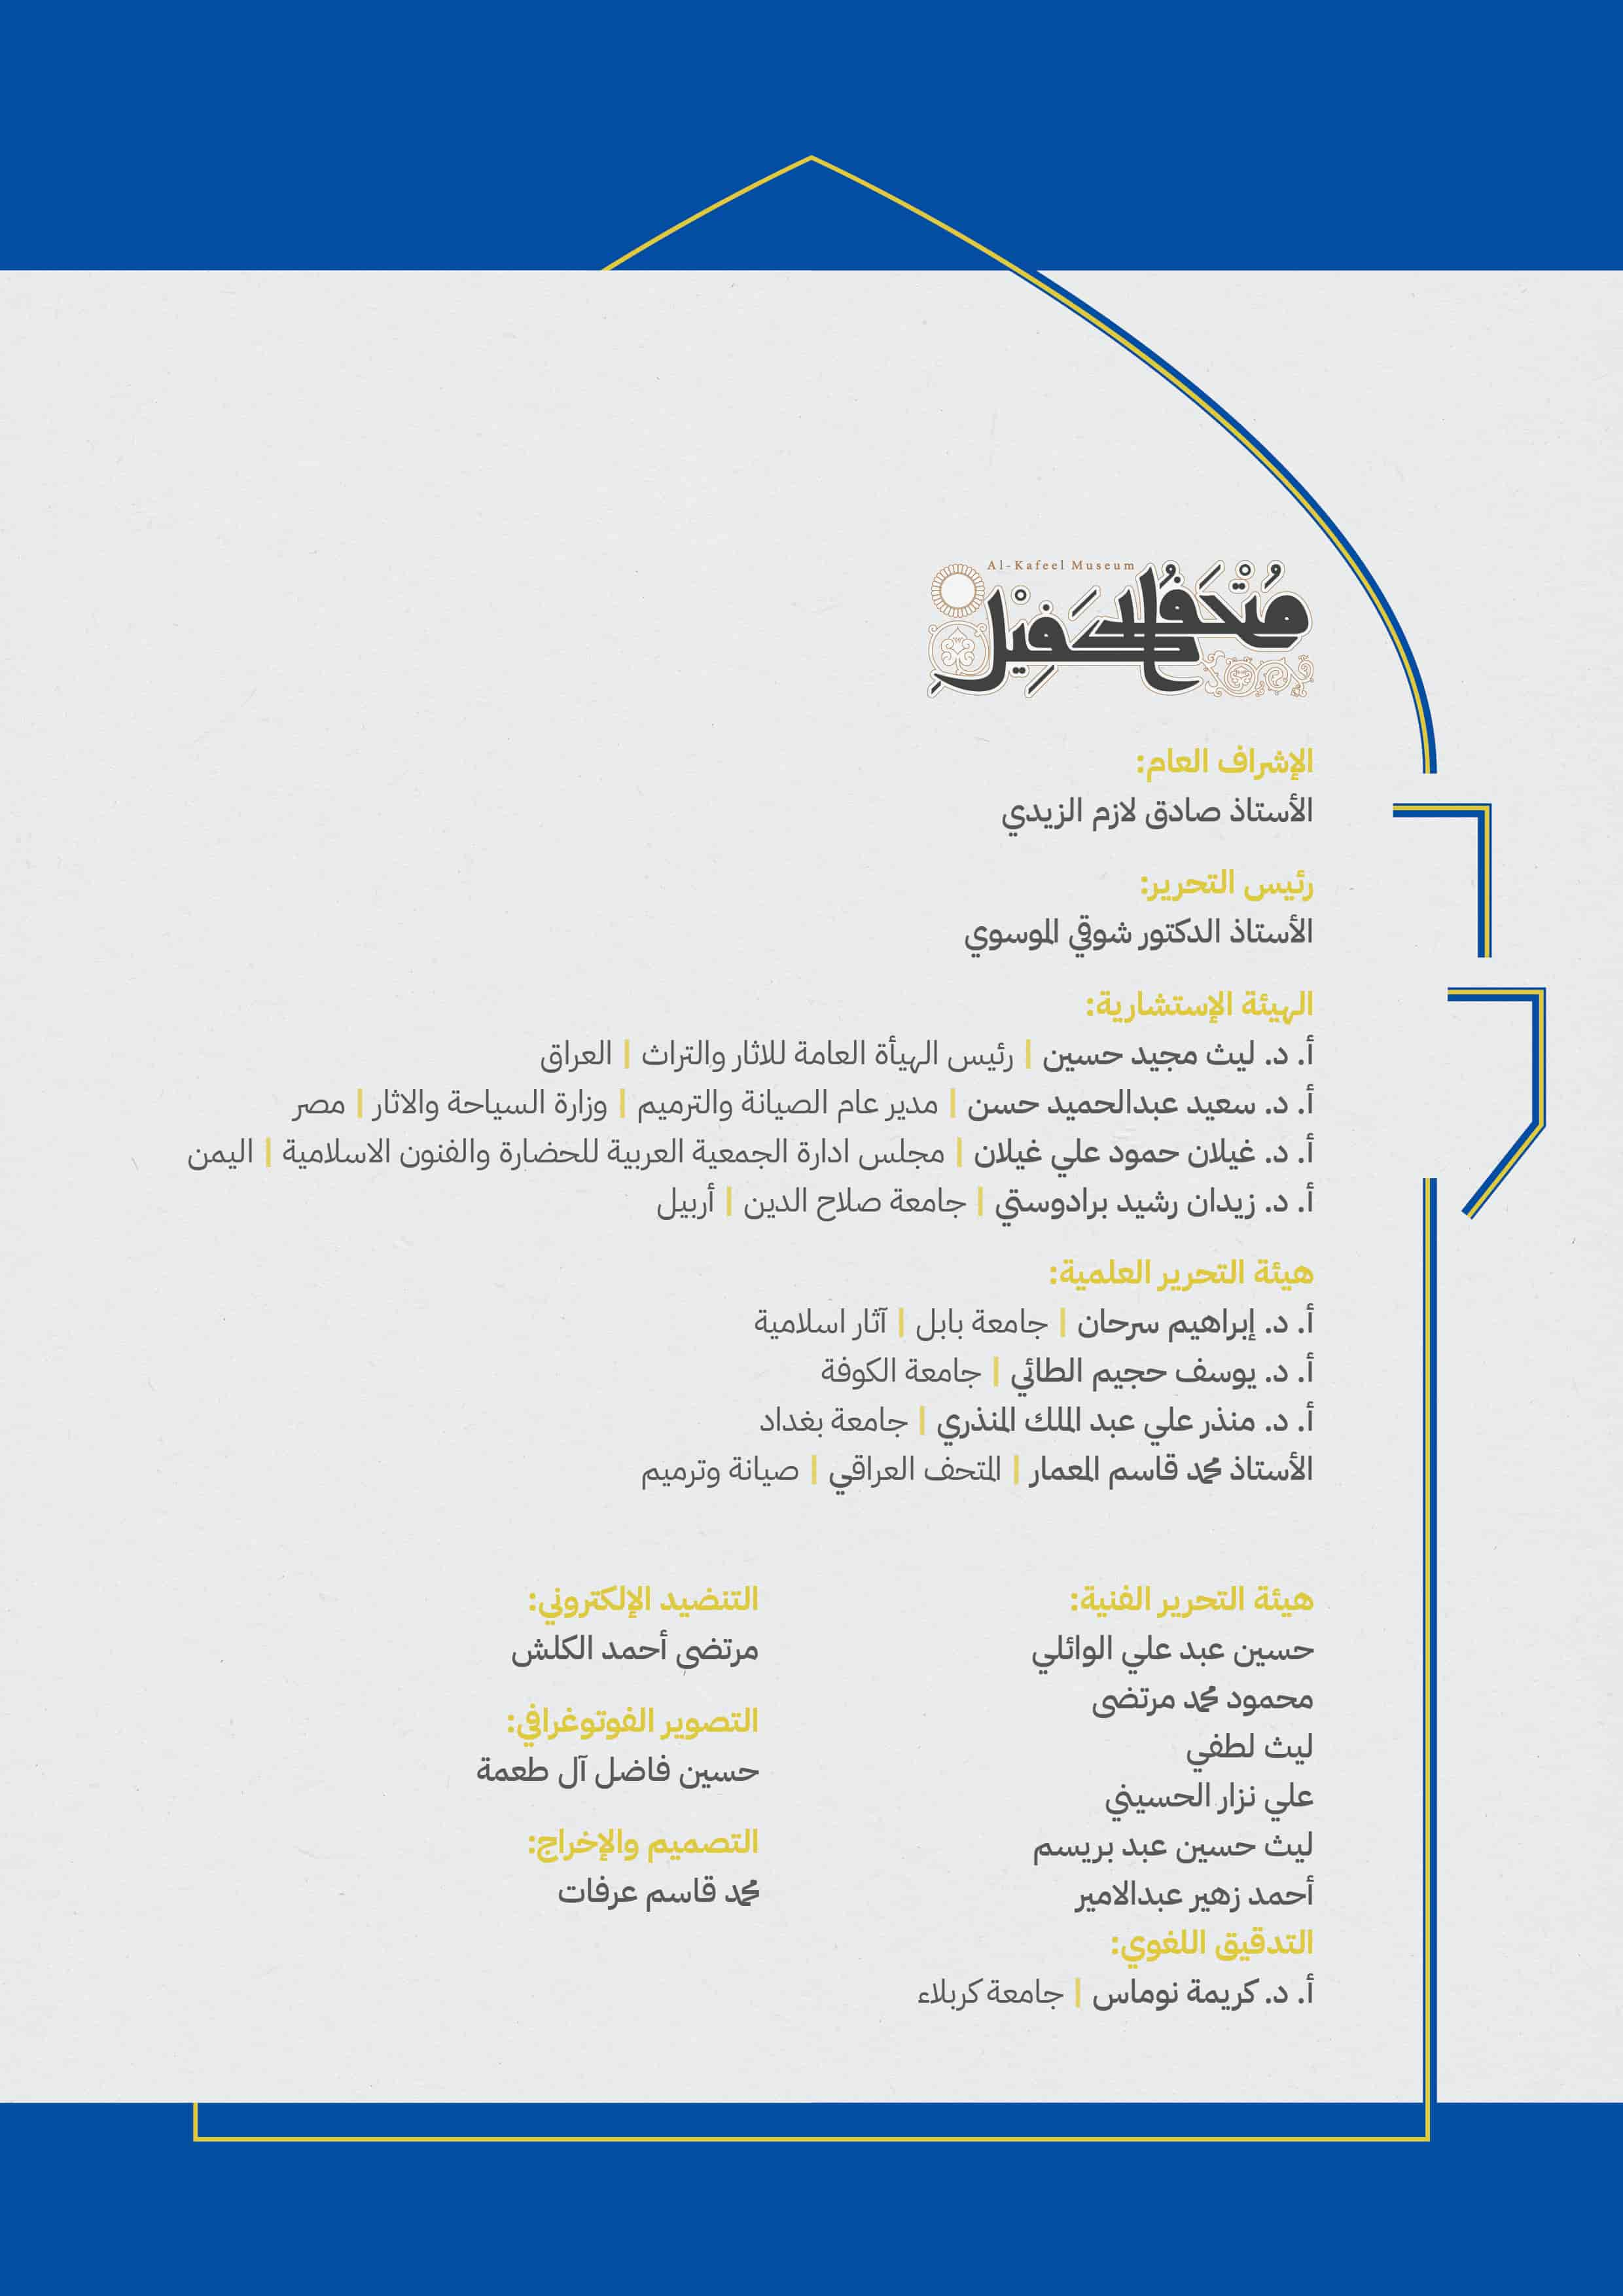 Al-Kafeel Museum
مُتْحَفُ الكَفِيْلِ
الإشراف العام:
الأستاذ صادق لازم الزيدي
رئيس التحرير:
الأستاذ الدكتور شوقي الموسوي
الهيئة الإستشارية:
أ. د. ليث مجيد حسين | رئيس الهيأة العامة للاثار والتراث | العراق
أ. د. سعيد عبدالحميد حسن | مدير عام الصيانة والترميم | وزارة السياحة والاثار | مصر
أ. د. غيلان حمود علي غيلان | مجلس ادارة الجمعية العربية للحضارة والفنون الاسلامية | اليمن
أ. د. زيدان رشيد برادوستي | جامعة صلاح الدين | أربيل
هيئة التحرير العلمية:
أ. د. إبراهيم سرحان | جامعة بابل | آثار اسلامية
أ. د. يوسف حجيم الطائي | جامعة الكوفة
أ. د. منذر علي عبد الملك المنذري | جامعة بغداد
الأستاذ محمد قاسم المعمار | المتحف العراقي | صيانة وترميم
هيئة التحرير الفنية:
حسين عبد علي الوائلي
محمود محمد مرتضى
ليث لطفي
علي نزار الحسيني
ليث حسين عبد بريسم
أحمد زهير عبدالامير
التدقيق اللغوي:
أ. د. كريمة نوماس | جامعة كربلاء
التنضيد الإلكتروني:
مرتضى أحمد الكلش
التصوير الفوتوغرافي:
حسين فاضل آل طعمة
التصميم والإخراج:
محمد قاسم عرفات